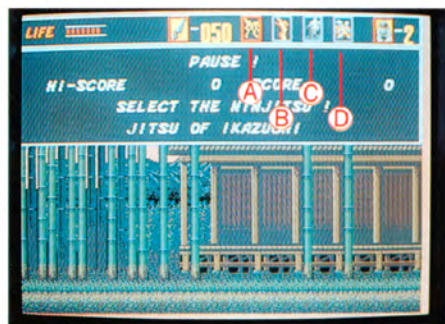 LIFE -050 -2
PAUSE !
HI-SCORE 0 SCORE 0
SELECT THE NINJITSU !
JITSU OF IKAZUCHI
A
B
C
D